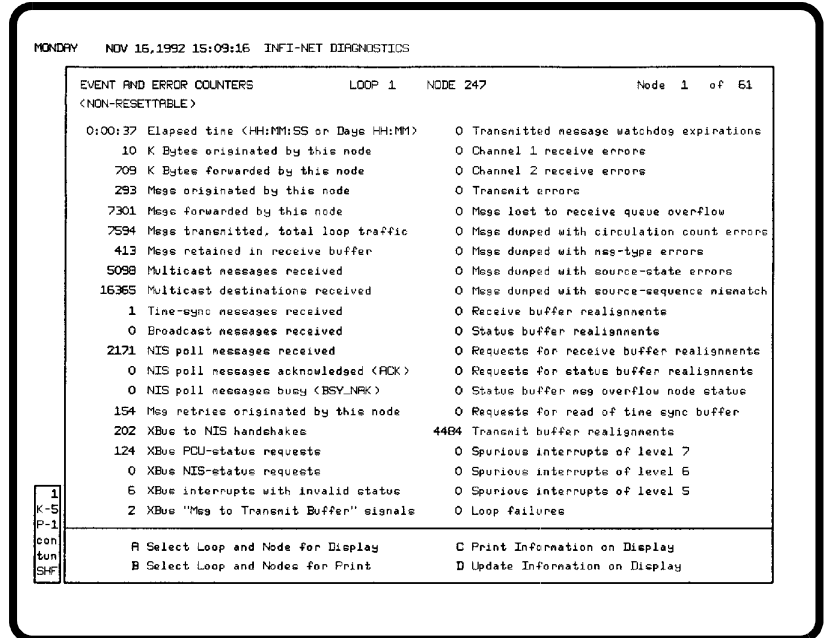 MONDAY NOV 16,1992 15:09:16 INFI-NET DIAGNOSTICS
EVENT AND ERROR COUNTERS LOOP 1 NODE 247 Node 1 of 61
<NON-RESETTABLE>
0:00:37 Elapsed time <HH:MM:SS or Days HH:MM> 0 Transmitted message watchdog expirations
10 K Bytes originated by this node 0 Channel 1 receive errors
709 K Bytes forwarded by this node 0 Channel 2 receive errors
293 Msgs originated by this node 0 Transmit errors
7301 Msgs forwarded by this node 0 Msgs lost to receive queue overflow
7594 Msgs transmitted, total loop traffic 0 Msgs dumped with circulation count errors
413 Msgs retained in receive buffer 0 Msgs dumped with msg-type errors
5098 Multicast messages received 0 Msgs dumped with source-state errors
16365 Multicast destinations received 0 Msgs dumped with source-sequence mismatch
1 Time-sync messages received 0 Receive buffer realignments
0 Broadcast messages received 0 Status buffer realignments
2171 NIS poll messages received 0 Requests for receive buffer realignments
0 NIS poll messages acknowledged <ACK> 0 Requests for status buffer realignments
0 NIS poll messages busy <BSY_NAK> 0 Status buffer msg overflow node status
154 Msg retries originated by this node 0 Requests for read of time sync buffer
202 XBus to NIS handshakes 4484 Transmit buffer realignments
124 XBus PCU-status requests 0 Spurious interrupts of level 7
0 XBus NIS-status requests 0 Spurious interrupts of level 6
6 XBus interrupts with invalid status 0 Spurious interrupts of level 5
2 XBus "Msg to Transmit Buffer" signals 0 Loop failures
1
K-5
P-1
con
tun
SHF
A Select Loop and Node for Display C Print Information on Display
B Select Loop and Nodes for Print D Update Information on Display